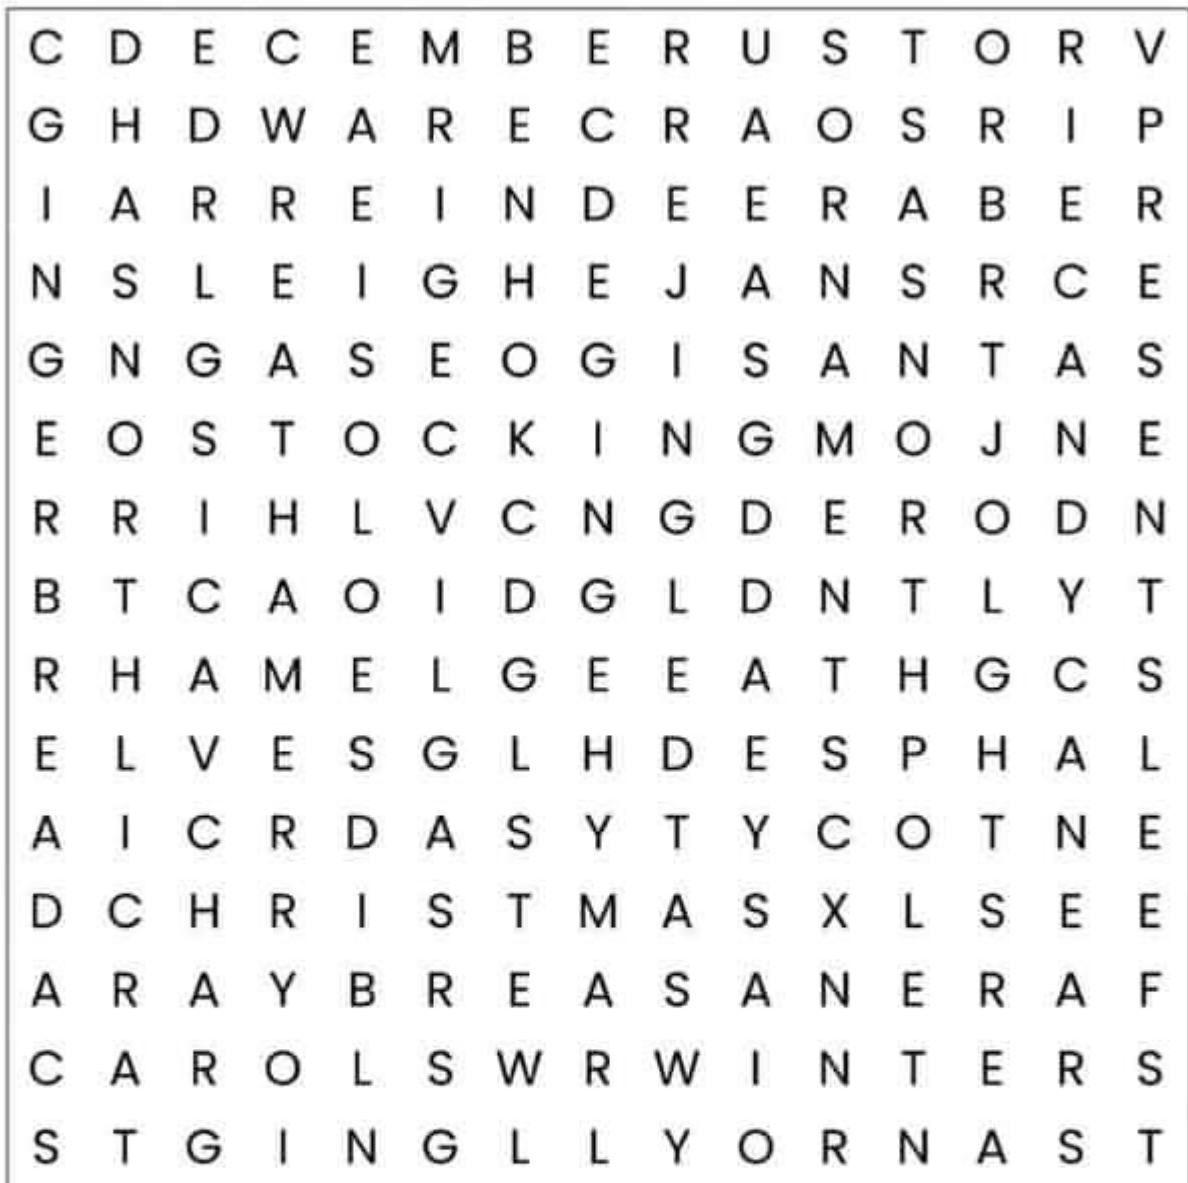 C D E C E M B E R U S T O R V
G H D W A R E C R A O S R I P
I A R R E I N D E E R A B E R
N S L E I G H E J A N S R C E
G N G A S E O G I S A N T A S
E O S T O C K I N G M O J N E
R R I H L V C N G D E R O D N
B T C A O I D G L D N T L Y T
R H A M E L G E E A T H G C S
E L V E S G L H D E S P H A L
A I C R D A S Y T Y C O T N E
D C H R I S T M A S X L S E E
A R A Y B R E A S A N E R A F
C A R O L S W R W I N T E R S
S T G I N G L L Y O R N A S T